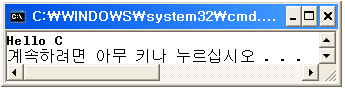 C:₩WINDOWS₩system32₩cmd....
Hello C
계속하려면 아무 키나 누르십시오 . . .